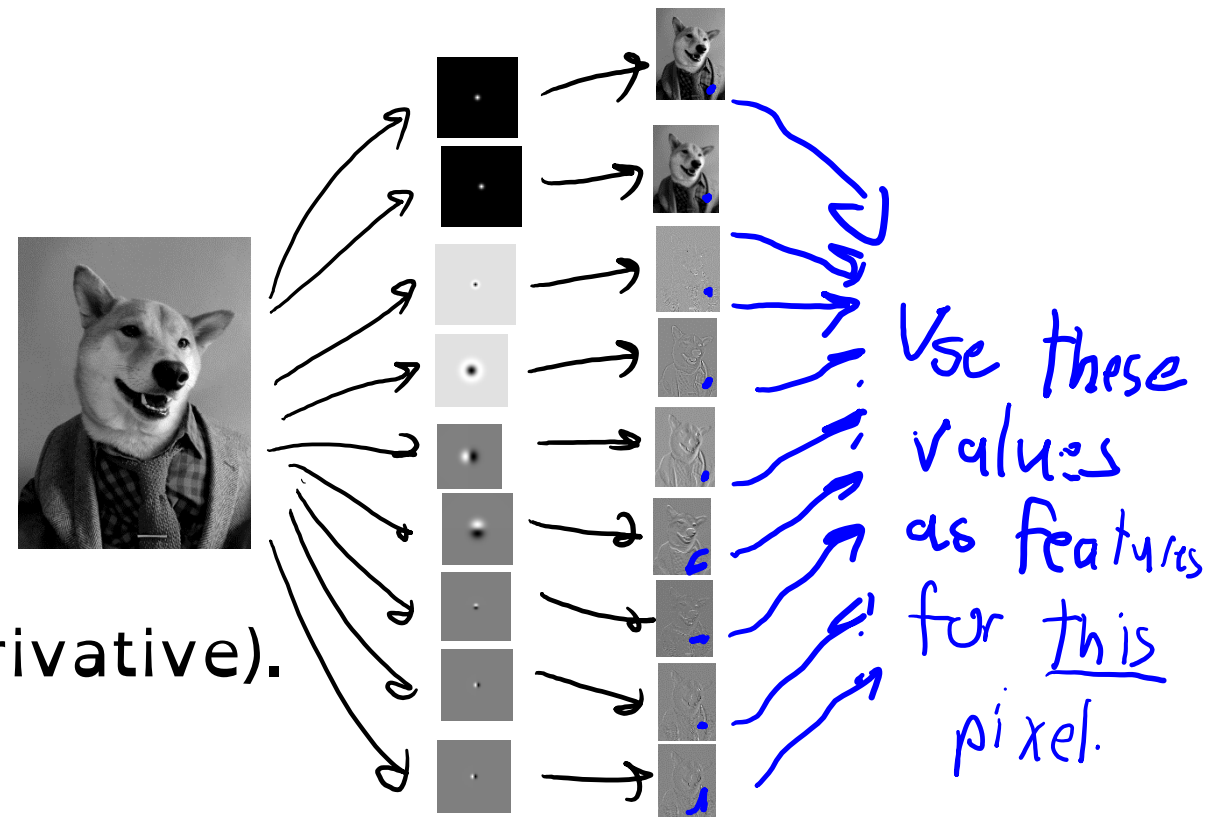 rivative).
Use these
values
as features
for this
pixel.